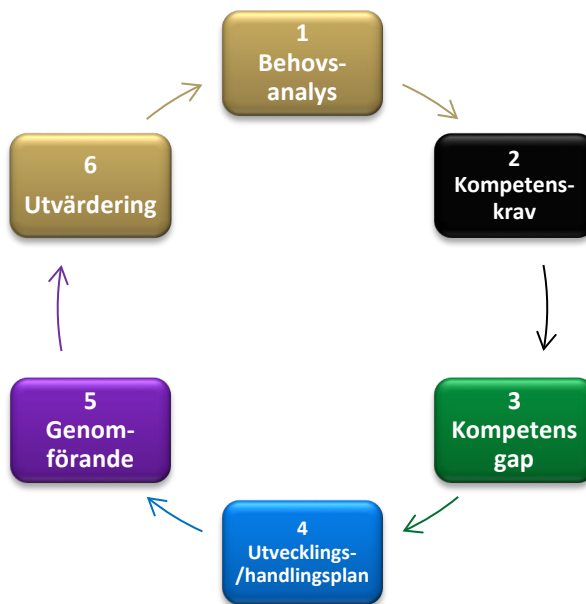 1
Behovs-
analys
2
Kompetens-
krav
3
Kompetens
gap
4
Utvecklings-
/handlingsplan
5
Genom-
förande
6
Utvärdering